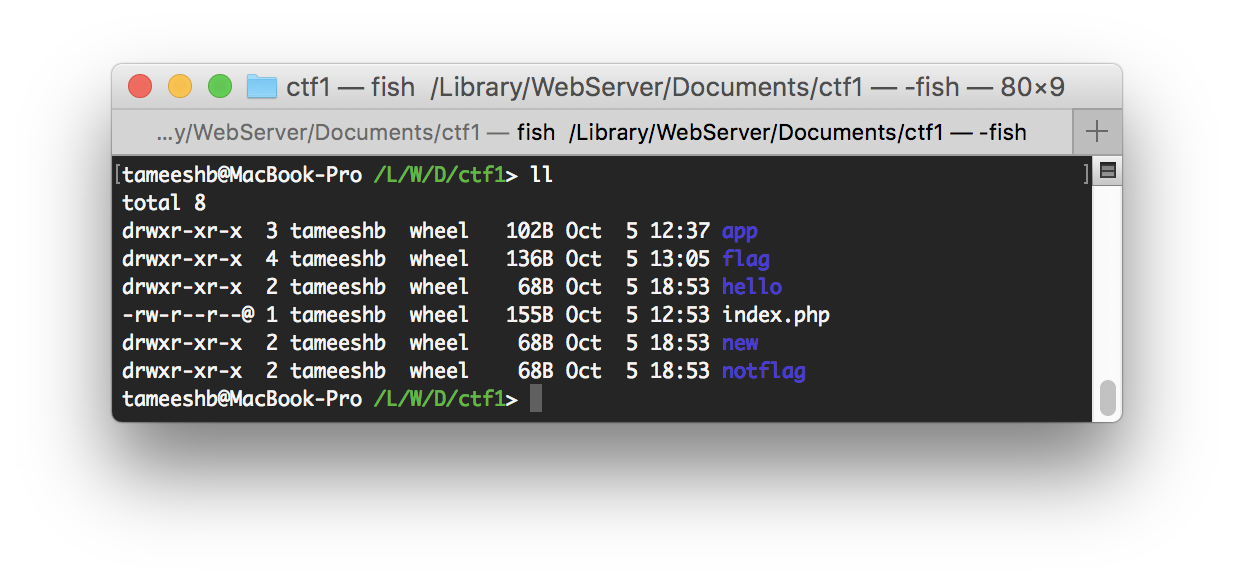 ctf1 — fish  /Library/WebServer/Documents/ctf1 — -fish — 80×9
...y/WebServer/Documents/ctf1 — fish  /Library/WebServer/Documents/ctf1 — -fish +
[tameeshb@MacBook-Pro /L/W/D/ctf1> ll ]
total 8
drwxr-xr-x  3 tameeshb  wheel   102B Oct  5 12:37 app
drwxr-xr-x  4 tameeshb  wheel   136B Oct  5 13:05 flag
drwxr-xr-x  2 tameeshb  wheel    68B Oct  5 18:53 hello
-rw-r--r--@ 1 tameeshb  wheel   155B Oct  5 12:53 index.php
drwxr-xr-x  2 tameeshb  wheel    68B Oct  5 18:53 new
drwxr-xr-x  2 tameeshb  wheel    68B Oct  5 18:53 notflag
tameeshb@MacBook-Pro /L/W/D/ctf1>